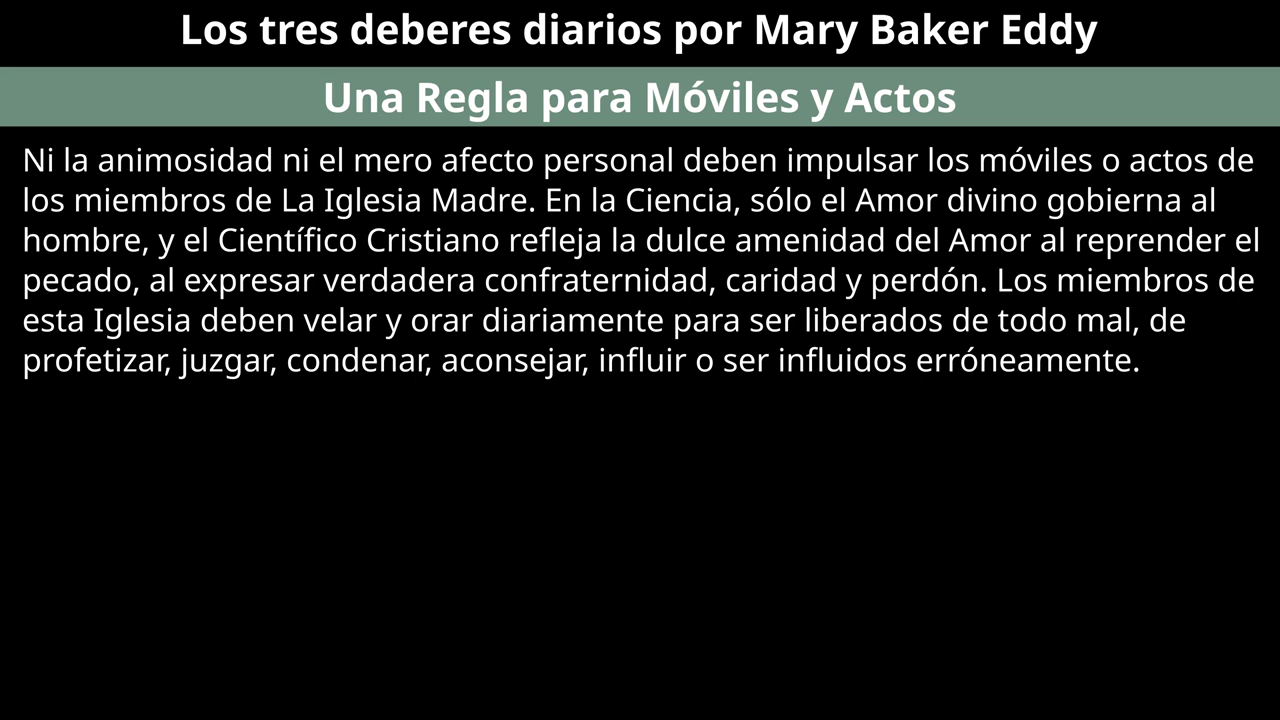 Los tres deberes diarios por Mary Baker Eddy
Una Regla para Móviles y Actos
Ni la animosidad ni el mero afecto personal deben impulsar los móviles o actos de
los miembros de La Iglesia Madre. En la Ciencia, sólo el Amor divino gobierna al
hombre, y el Científico Cristiano refleja la dulce amenidad del Amor al reprender el
pecado, al expresar verdadera confraternidad, caridad y perdón. Los miembros de
esta Iglesia deben velar y orar diariamente para ser liberados de todo mal, de
profetizar, juzgar, condenar, aconsejar, influir o ser influidos erróneamente.